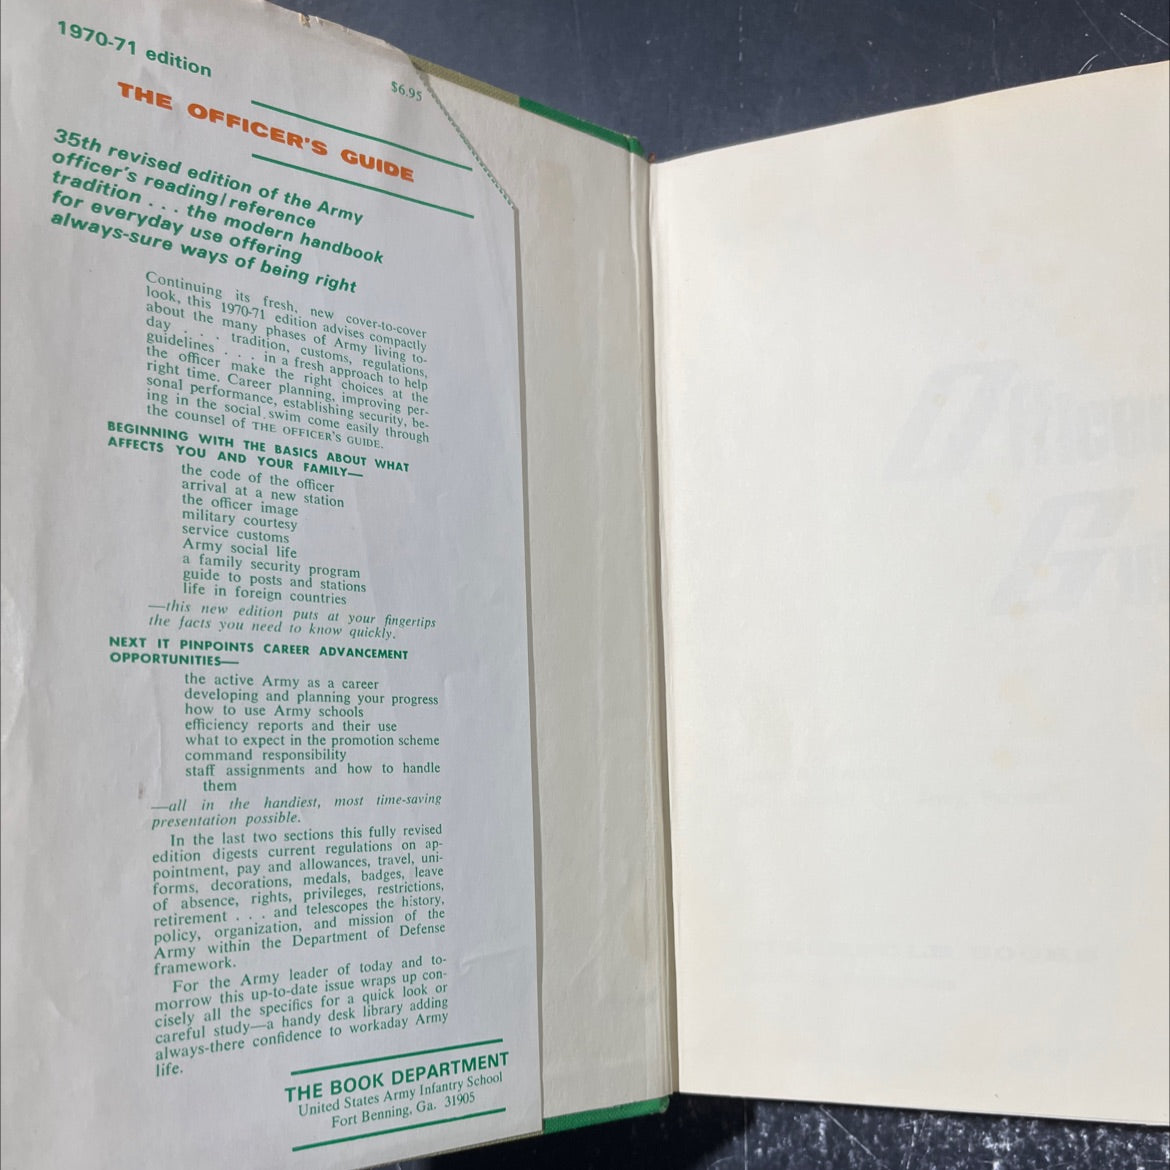 1970-71 edition
$6.95
THE OFFICER'S GUIDE
35th revised edition of the Army
officer's reading/reference
tradition . . . the modern handbook
for everyday use offering
always-sure ways of being right
Continuing its fresh, new cover-to-cover
look, this 1970-71 edition advises compactly
about the many phases of Army living to-
day . . . tradition, customs, regulations,
guidelines . . . in a fresh approach to help
the officer make the right choices at the
right time. Career planning, improving per-
sonal performance, establishing security, be-
ing in the social swim come easily through
the counsel of THE OFFICER'S GUIDE.
BEGINNING WITH THE BASICS ABOUT WHAT
AFFECTS YOU AND YOUR FAMILY—
the code of the officer
arrival at a new station
the officer image
military courtesy
service customs
Army social life
a family security program
guide to posts and stations
life in foreign countries
—this new edition puts at your fingertips
the facts you need to know quickly.
NEXT IT PINPOINTS CAREER ADVANCEMENT
OPPORTUNITIES—
the active Army as a career
developing and planning your progress
how to use Army schools
efficiency reports and their use
what to expect in the promotion scheme
command responsibility
staff assignments and how to handle
them
—all in the handiest, most time-saving
presentation possible.
In the last two sections this fully revised
edition digests current regulations on ap-
pointment, pay and allowances, travel, uni-
forms, decorations, medals, badges, leave
of absence, rights, privileges, restrictions,
retirement . . . and telescopes the history,
policy, organization, and mission of the
Army within the Department of Defense
framework.
For the Army leader of today and to-
morrow this up-to-date issue wraps up con-
cisely all the specifics for a quick look or
careful study—a handy desk library adding
always-there confidence to workaday Army
life.
THE BOOK DEPARTMENT
United States Army Infantry School
Fort Benning, Ga. 31905